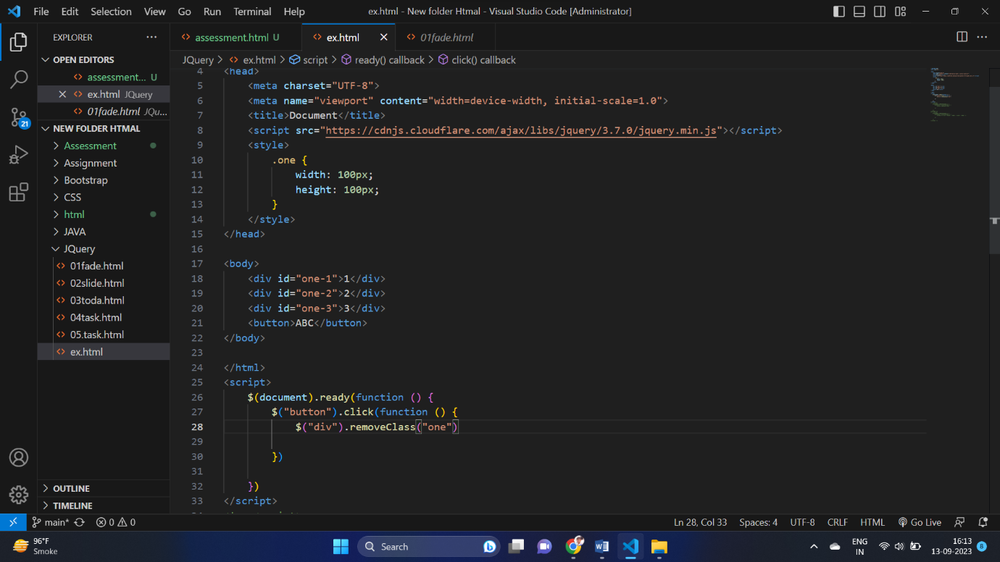 File Edit Selection View Go Run Terminal Help
ex.html - New folder Htmal - Visual Studio Code [Administrator]
EXPLORER
OPEN EDITORS
assessment... U
ex.html JQuery
01fade.html JQu...
NEW FOLDER HTMAL
Assessment
Assignment
Bootstrap
CSS
html
JAVA
JQuery
01fade.html
02slide.html
03toda.html
04task.html
05.task.html
ex.html
OUTLINE
TIMELINE
21
assessment.html U
ex.html
01fade.html
JQuery > ex.html > script > ready() callback > click() callback
4 <head>
5 <meta charset="UTF-8">
6 <meta name="viewport" content="width=device-width, initial-scale=1.0">
7 <title>Document</title>
8 <script src="https://cdnjs.cloudflare.com/ajax/libs/jquery/3.7.0/jquery.min.js"></script>
9 <style>
10 .one {
11 width: 100px;
12 height: 100px;
13 }
14 </style>
15 </head>
16
17 <body>
18 <div id="one-1">1</div>
19 <div id="one-2">2</div>
20 <div id="one-3">3</div>
21 <button>ABC</button>
22 </body>
23
24 </html>
25 <script>
26 $(document).ready(function () {
27 $("button").click(function () {
28 $("div").removeClass("one")
29
30 })
31
32 })
33 </script>
main* 0 0
Ln 28, Col 33 Spaces: 4 UTF-8 CRLF HTML Go Live
96°F
Smoke
Search
ENG
IN
16:13
13-09-2023
8